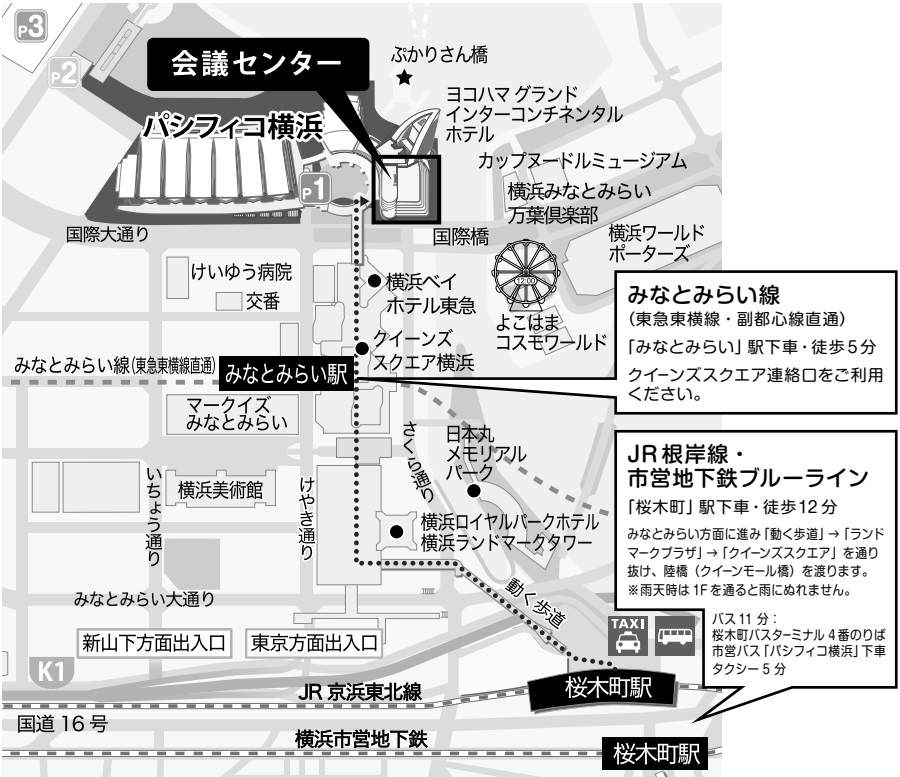 P3
P2
会議センター
ぷかりさん橋
ヨコハマ グランド
インターコンチネンタル
ホテル
パシフィコ横浜
カップヌードルミュージアム
P1
横浜みなとみらい
万葉倶楽部
国際大通り
国際橋
横浜ワールド
ポーターズ
けいゆう病院
交番
横浜ベイ
ホテル東急
12:00
よこはま
コスモワールド
クイーンズ
スクエア横浜
みなとみらい線(東急東横線直通)
みなとみらい駅
みなとみらい線
(東急東横線・副都心線直通)
「みなとみらい」駅下車・徒歩5分
クイーンズスクエア連絡口をご利用
ください。
マークイズ
みなとみらい
さくら通り
日本丸
メモリアル
パーク
いちょう通り
横浜美術館
けやき通り
横浜ロイヤルパークホテル
横浜ランドマークタワー
JR根岸線・
市営地下鉄ブルーライン
「桜木町」駅下車・徒歩12分
みなとみらい方面に進み「動く歩道」→「ランド
マークプラザ」→「クイーンズスクエア」を通り
抜け、陸橋（クイーンモール橋）を渡ります。
※雨天時は1Fを通ると雨にぬれません。
バス11分：
桜木町バスターミナル4番のりば
市営バス「パシフィコ横浜」下車
タクシー5分
みなとみらい大通り
動く歩道
TAXI
新山下方面出入口
東京方面出入口
K1
桜木町駅
JR京浜東北線
国道16号
横浜市営地下鉄
桜木町駅